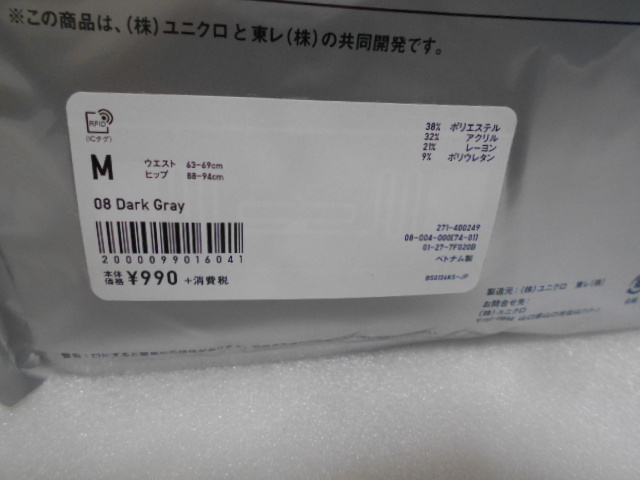 ※この商品は、(株)ユニクロと東レ(株)の共同開発です。
RFID
(ICタグ)
M
ウエスト 63-69cm
ヒップ 88-94cm
08 Dark Gray
38% ポリエステル
32% アクリル
21% レーヨン
9% ポリウレタン
271-400249
08-004-000(74-01)
01-27-7F020B
ベトナム製
2000099016041
本体価格 ¥990 +消費税
製造元:(株)ユニクロ 東レ(株)
お問合せ先:
(株)ユニクロ